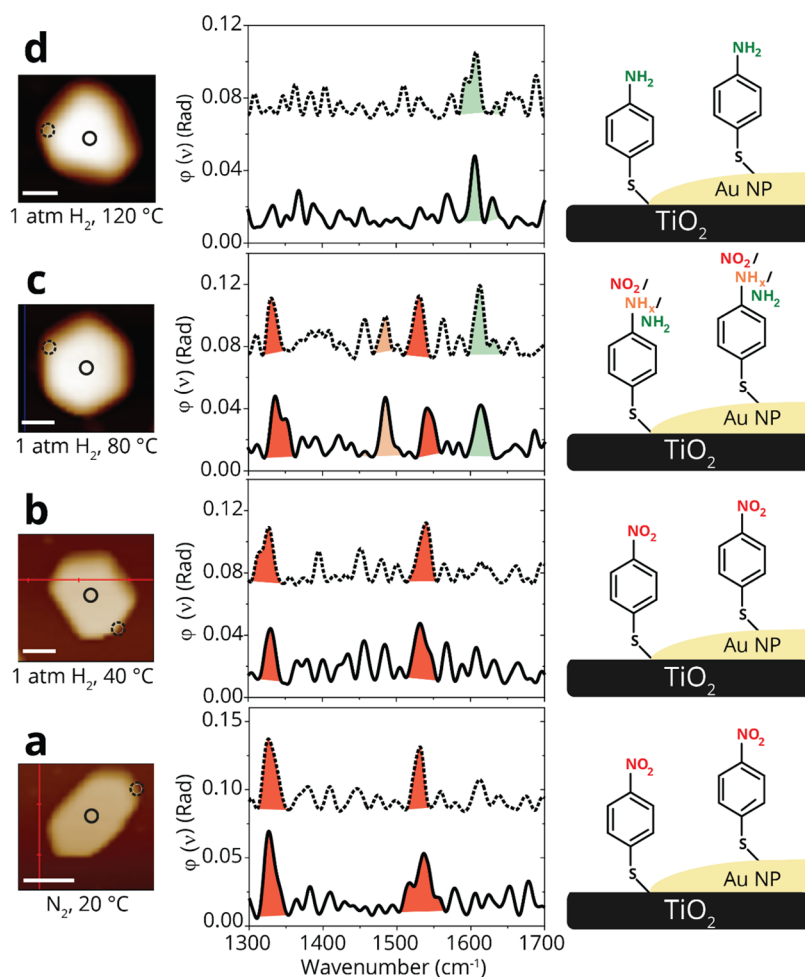 d
1 atm H₂, 120 °C
φ (ν) (Rad)
0.12
0.08
0.04
0.00
NH₂
NH₂
S
S
Au NP
TiO₂
c
1 atm H₂, 80 °C
φ (ν) (Rad)
0.12
0.08
0.04
0.00
NO₂/
NHₓ/
NH₂
NO₂/
NHₓ/
NH₂
S
S
Au NP
TiO₂
b
1 atm H₂, 40 °C
φ (ν) (Rad)
0.12
0.08
0.04
0.00
NO₂
NO₂
S
S
Au NP
TiO₂
a
N₂, 20 °C
φ (ν) (Rad)
0.15
0.10
0.05
0.00
1300 1400 1500 1600 1700
Wavenumber (cm⁻¹)
NO₂
NO₂
S
S
Au NP
TiO₂